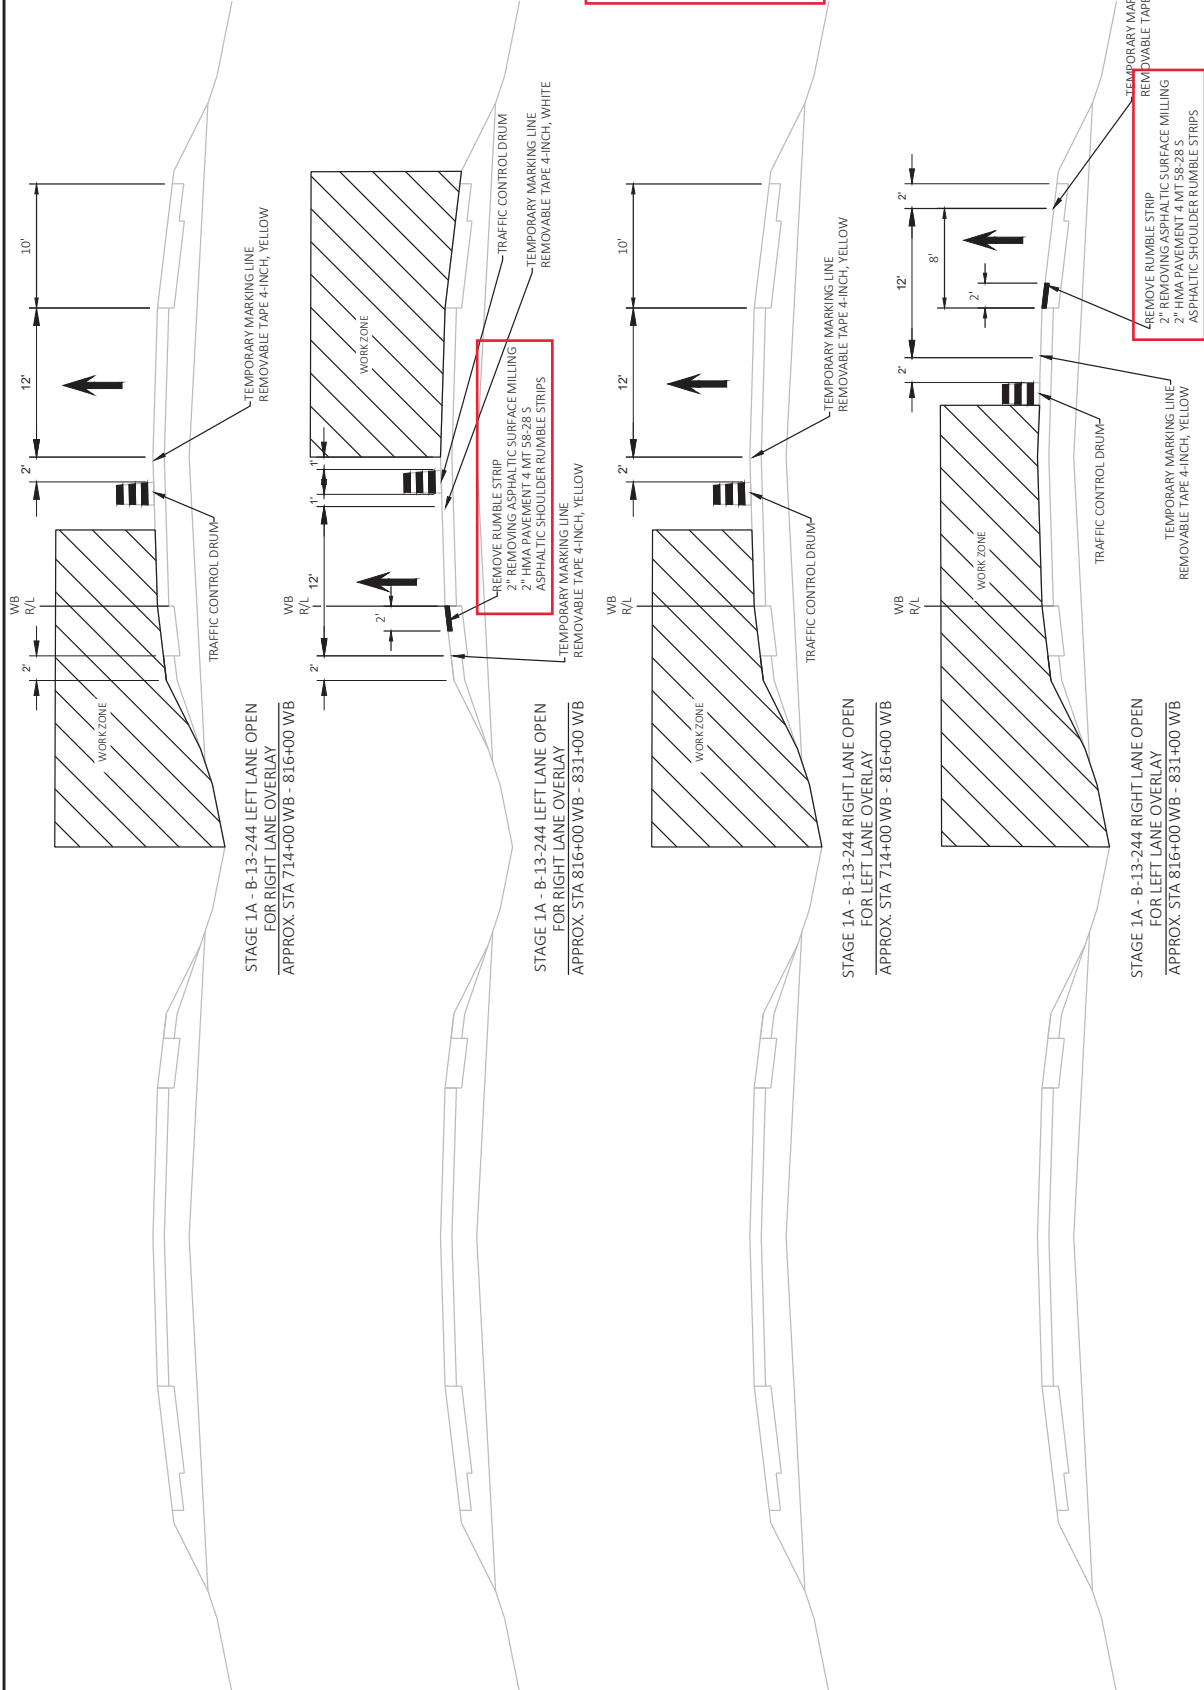 WB
R/L
2'
2'
12'
10'
WORK ZONE
TRAFFIC CONTROL DRUM
TEMPORARY MARKING LINE
REMOVABLE TAPE 4-INCH, YELLOW
STAGE 1A - B-13-244 LEFT LANE OPEN
FOR RIGHT LANE OVERLAY
APPROX. STA 714+00 WB - 816+00 WB
WB
R/L
2'
12'
1'
1'
2'
WORK ZONE
TRAFFIC CONTROL DRUM
TEMPORARY MARKING LINE
REMOVABLE TAPE 4-INCH, WHITE
REMOVE RUMBLE STRIP
2" REMOVING ASPHALTIC SURFACE MILLING
2" HMA PAVEMENT 4 MT 58-28 S
ASPHALTIC SHOULDER RUMBLE STRIPS
TEMPORARY MARKING LINE
REMOVABLE TAPE 4-INCH, YELLOW
STAGE 1A - B-13-244 LEFT LANE OPEN
FOR RIGHT LANE OVERLAY
APPROX. STA 816+00 WB - 831+00 WB
WB
R/L
2'
12'
10'
WORK ZONE
TRAFFIC CONTROL DRUM
TEMPORARY MARKING LINE
REMOVABLE TAPE 4-INCH, YELLOW
STAGE 1A - B-13-244 RIGHT LANE OPEN
FOR LEFT LANE OVERLAY
APPROX. STA 714+00 WB - 816+00 WB
WB
R/L
2'
12'
2'
8'
2'
WORK ZONE
TRAFFIC CONTROL DRUM
TEMPORARY MAR
REMOVABLE TAPE
REMOVE RUMBLE STRIP
2" REMOVING ASPHALTIC SURFACE MILLING
2" HMA PAVEMENT 4 MT 58-28 S
ASPHALTIC SHOULDER RUMBLE STRIPS
TEMPORARY MARKING LINE
REMOVABLE TAPE 4-INCH, YELLOW
STAGE 1A - B-13-244 RIGHT LANE OPEN
FOR LEFT LANE OVERLAY
APPROX. STA 816+00 WB - 831+00 WB